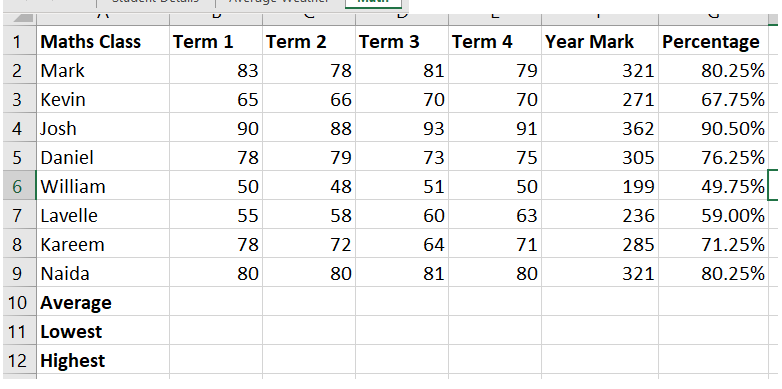 Student Details Average Weather Math
A B C D E F G
1 Maths Class Term 1 Term 2 Term 3 Term 4 Year Mark Percentage
2 Mark 83 78 81 79 321 80.25%
3 Kevin 65 66 70 70 271 67.75%
4 Josh 90 88 93 91 362 90.50%
5 Daniel 78 79 73 75 305 76.25%
6 William 50 48 51 50 199 49.75%
7 Lavelle 55 58 60 63 236 59.00%
8 Kareem 78 72 64 71 285 71.25%
9 Naida 80 80 81 80 321 80.25%
10 Average
11 Lowest
12 Highest